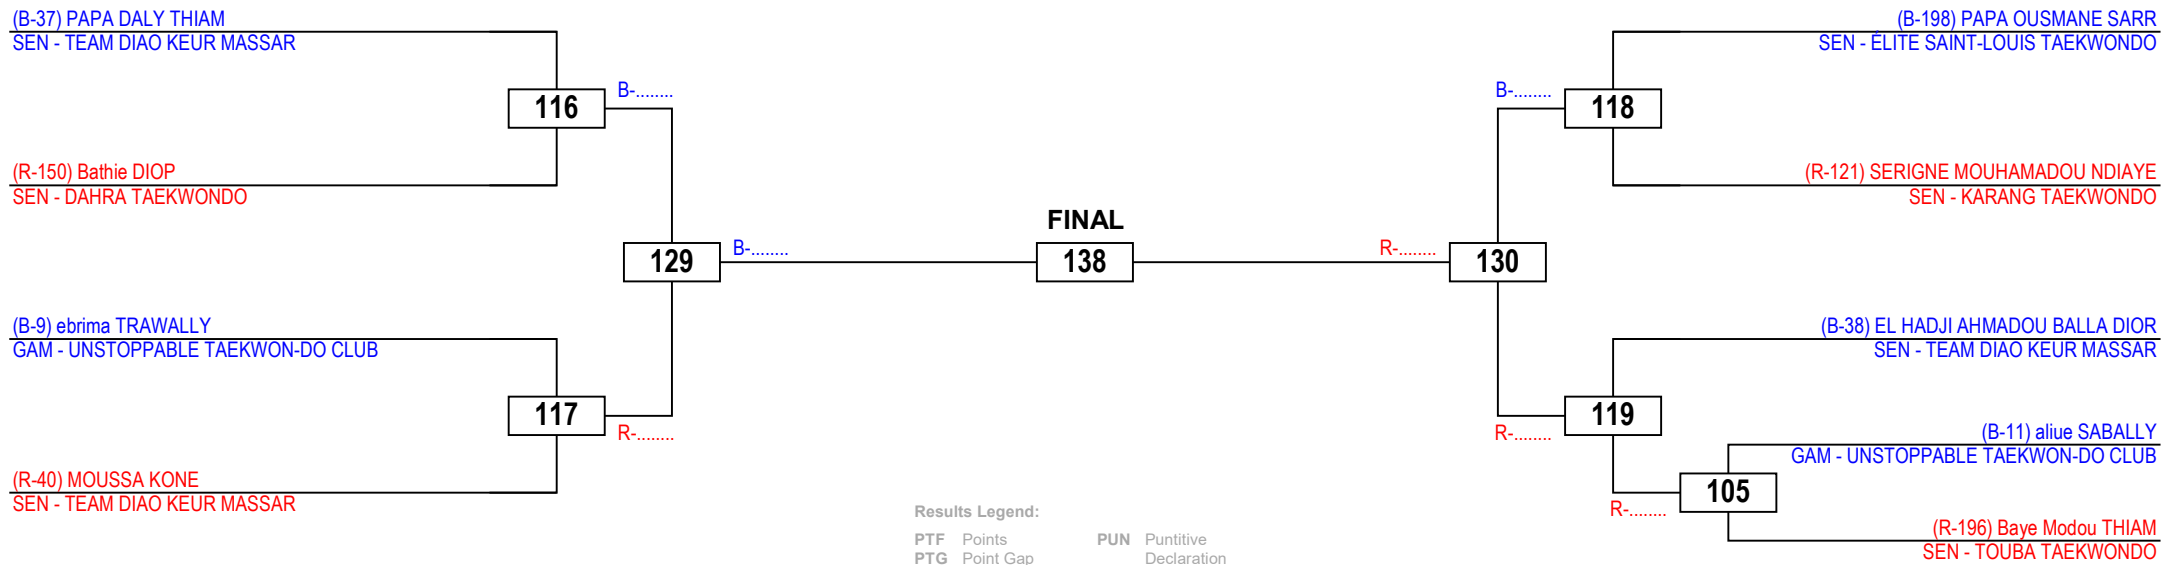 (B-37) PAPA DALY THIAM
SEN - TEAM DIAO KEUR MASSAR
116
B-........
(R-150) Bathie DIOP
SEN - DAHRA TAEKWONDO
129
B-........
(B-9) ebrima TRAWALLY
GAM - UNSTOPPABLE TAEKWON-DO CLUB
117
R-........
(R-40) MOUSSA KONE
SEN - TEAM DIAO KEUR MASSAR
FINAL
138
(B-198) PAPA OUSMANE SARR
SEN - ÉLITE SAINT-LOUIS TAEKWONDO
B-........
118
(R-121) SERIGNE MOUHAMADOU NDIAYE
SEN - KARANG TAEKWONDO
R-........
130
(B-38) EL HADJI AHMADOU BALLA DIOR
SEN - TEAM DIAO KEUR MASSAR
119
R-........
(B-11) aliue SABALLY
GAM - UNSTOPPABLE TAEKWON-DO CLUB
105
R-........
(R-196) Baye Modou THIAM
SEN - TOUBA TAEKWONDO
Results Legend:
PTF Points
PTG Point Gap
PUN Puntitive
Declaration